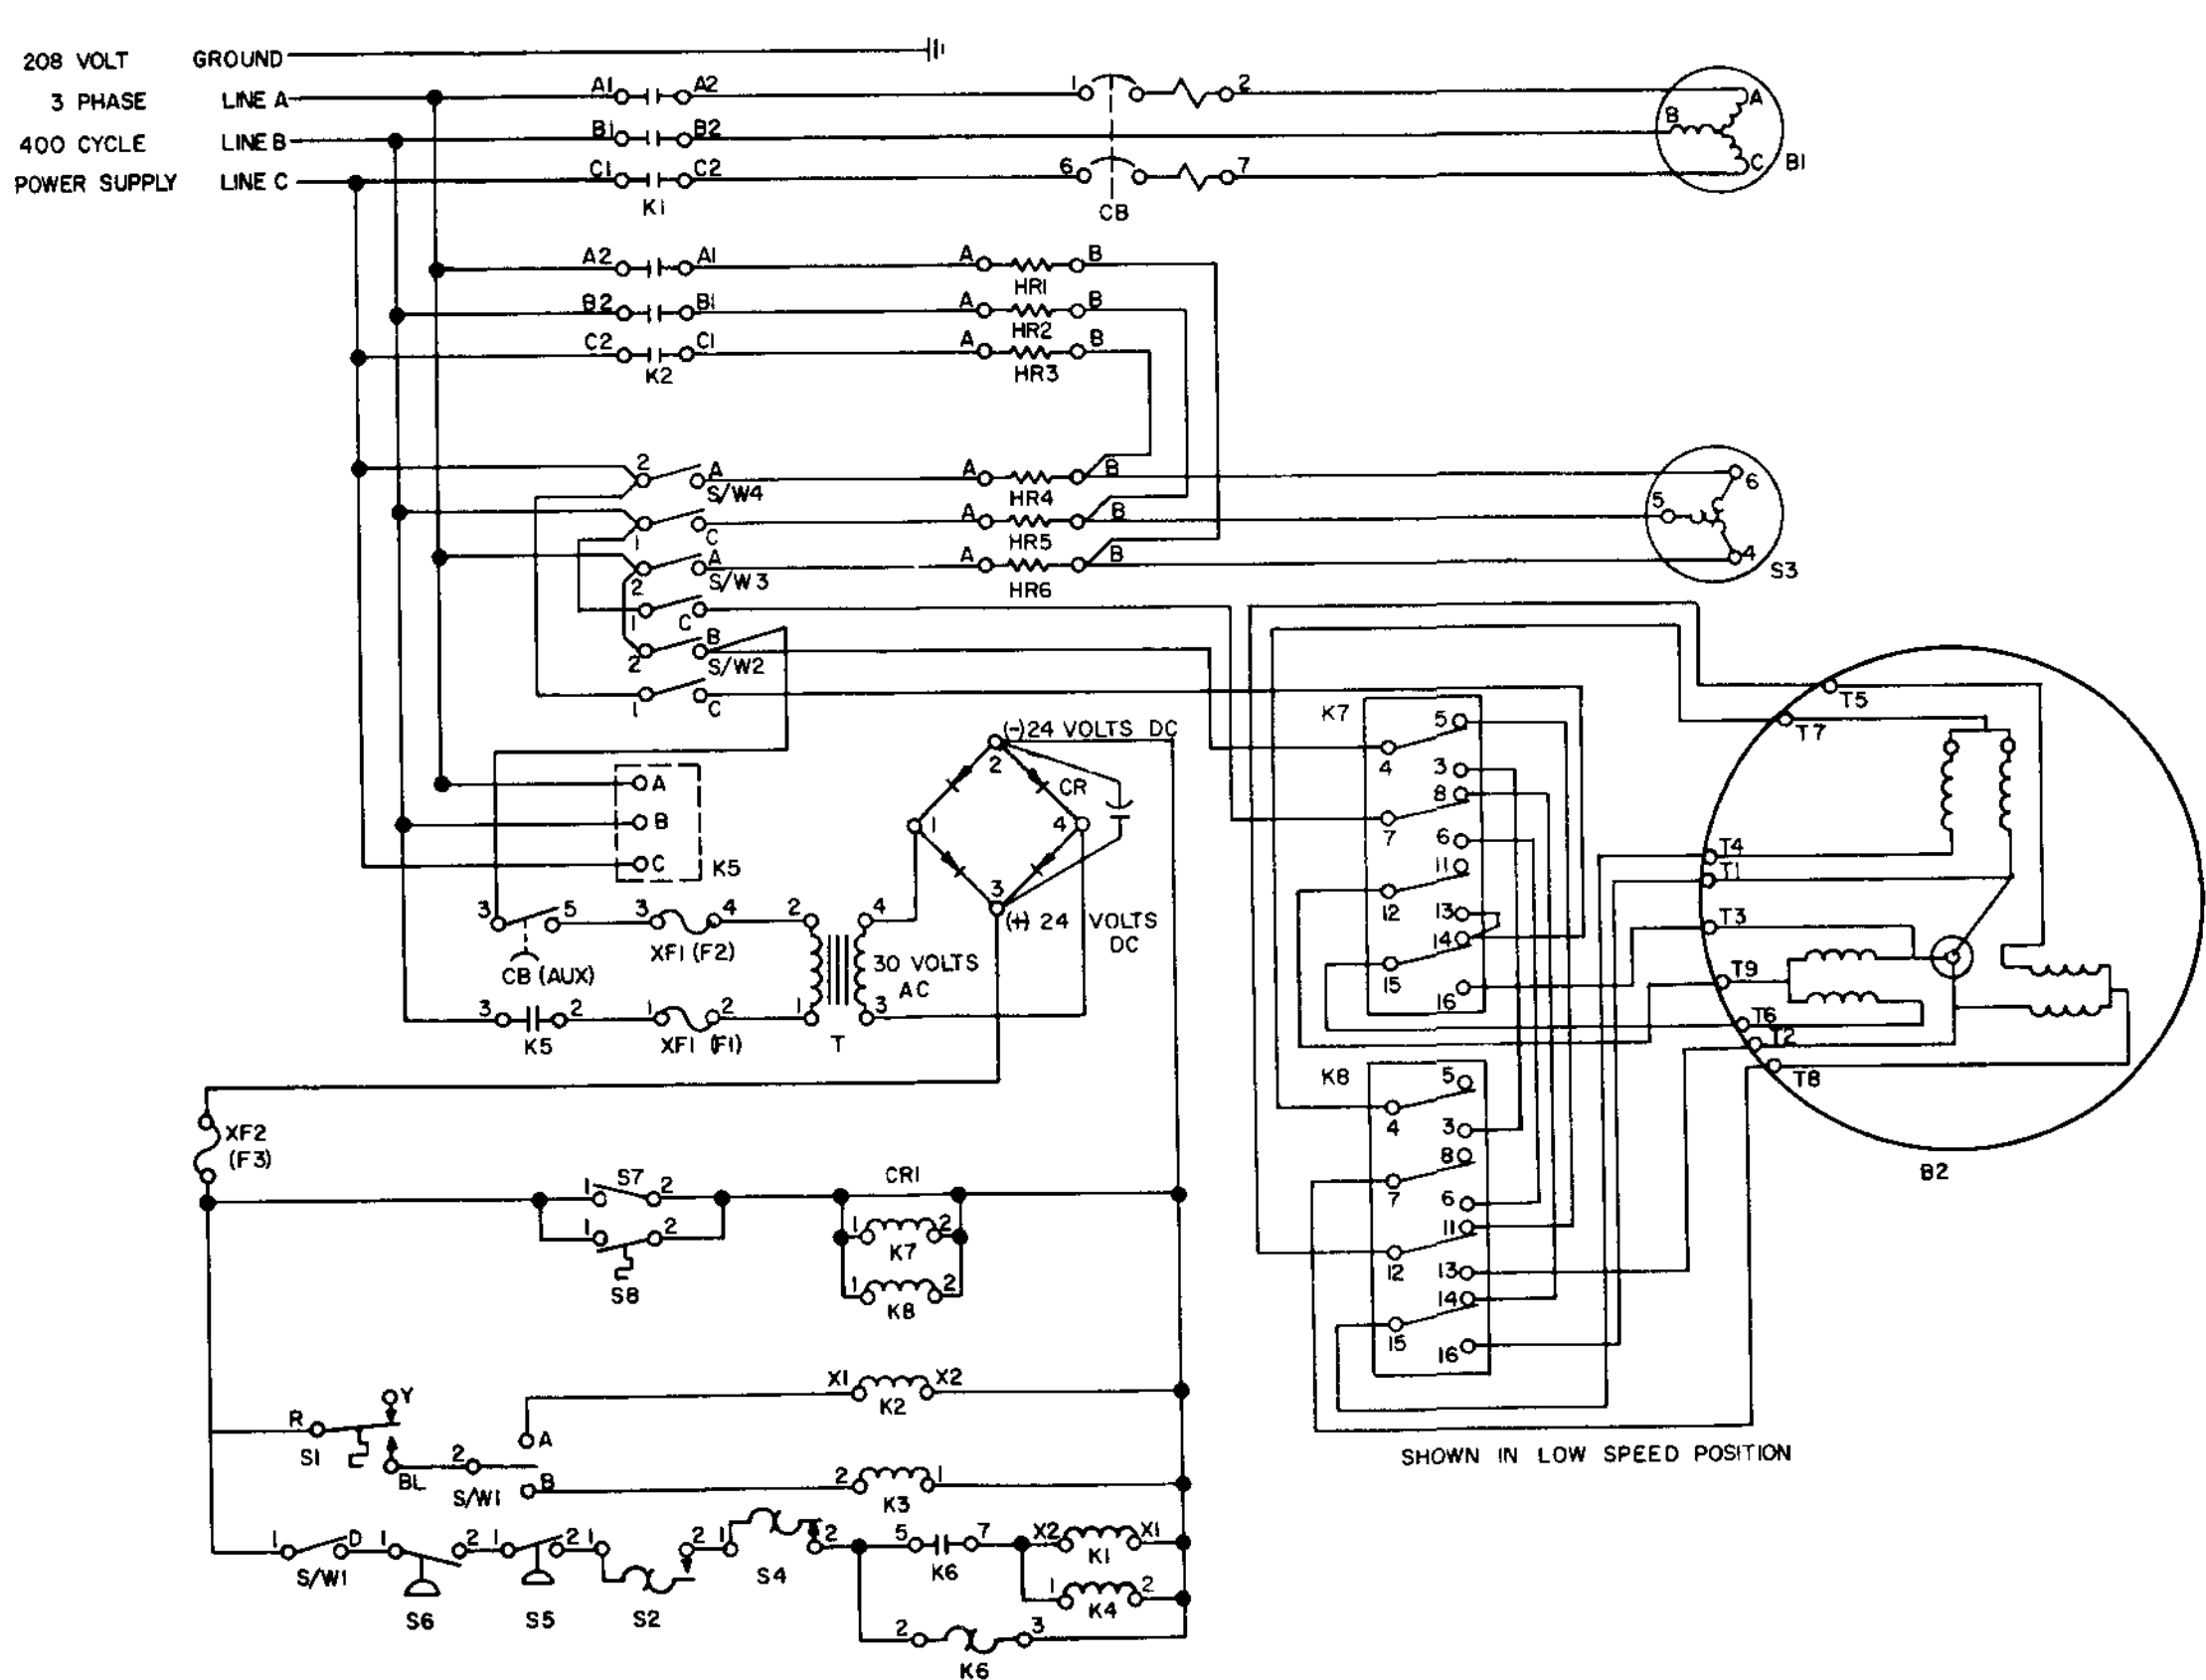 208 VOLT GROUND
3 PHASE LINE A A1 A2 1 2 A
400 CYCLE LINE B B1 B2 B
POWER SUPPLY LINE C C1 C2 6 7 C B1
K1 CB
A2 A1 A B
HR1
B2 B1 A B
HR2
C2 C1 A B
K2 HR3
2 A A B 6
S/W4 HR4
1 C A B 5
HR5
2 A A B 4
S/W3 HR6 S3
1 C
2 B
S/W2
1 C
(-) 24 VOLTS DC K7 5 T5
2 4 T7
A CR 3
8
B 1 4 7
6 T4
C K5 11 T1
3 12
3 5 3 4 2 4 (+) 24 VOLTS DC 13 T3
CB (AUX) XF1 (F2) 30 VOLTS AC 14
15 T9
3 2 1 2 1 3 16
K5 XF1 (F1) T T6
T2
K8 5 T8
XF2 4
(F3) 3
8 B2
1 S7 2 CR1 7
1 2 1 K7 2 6
11
S8 12
1 K8 2 13
14
15
16
Y X1 K2 X2
R A
S1 SHOWN IN LOW SPEED POSITION
BL 2 B 2 K3 1
S/W1
1 D 1 2 1 2 1 2 1 2 5 7 X2 K1 X1
S/W1 S6 S5 S2 S4 K6
1 K4 2
2 3
K6